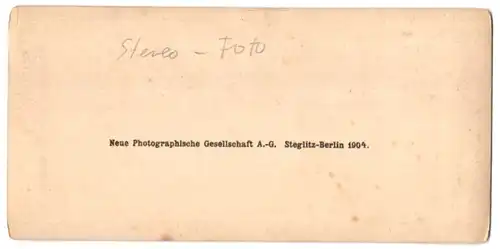 Stereo - Foto
Neue Photographische Gesellschaft A.-G. Steglitz-Berlin 1904.